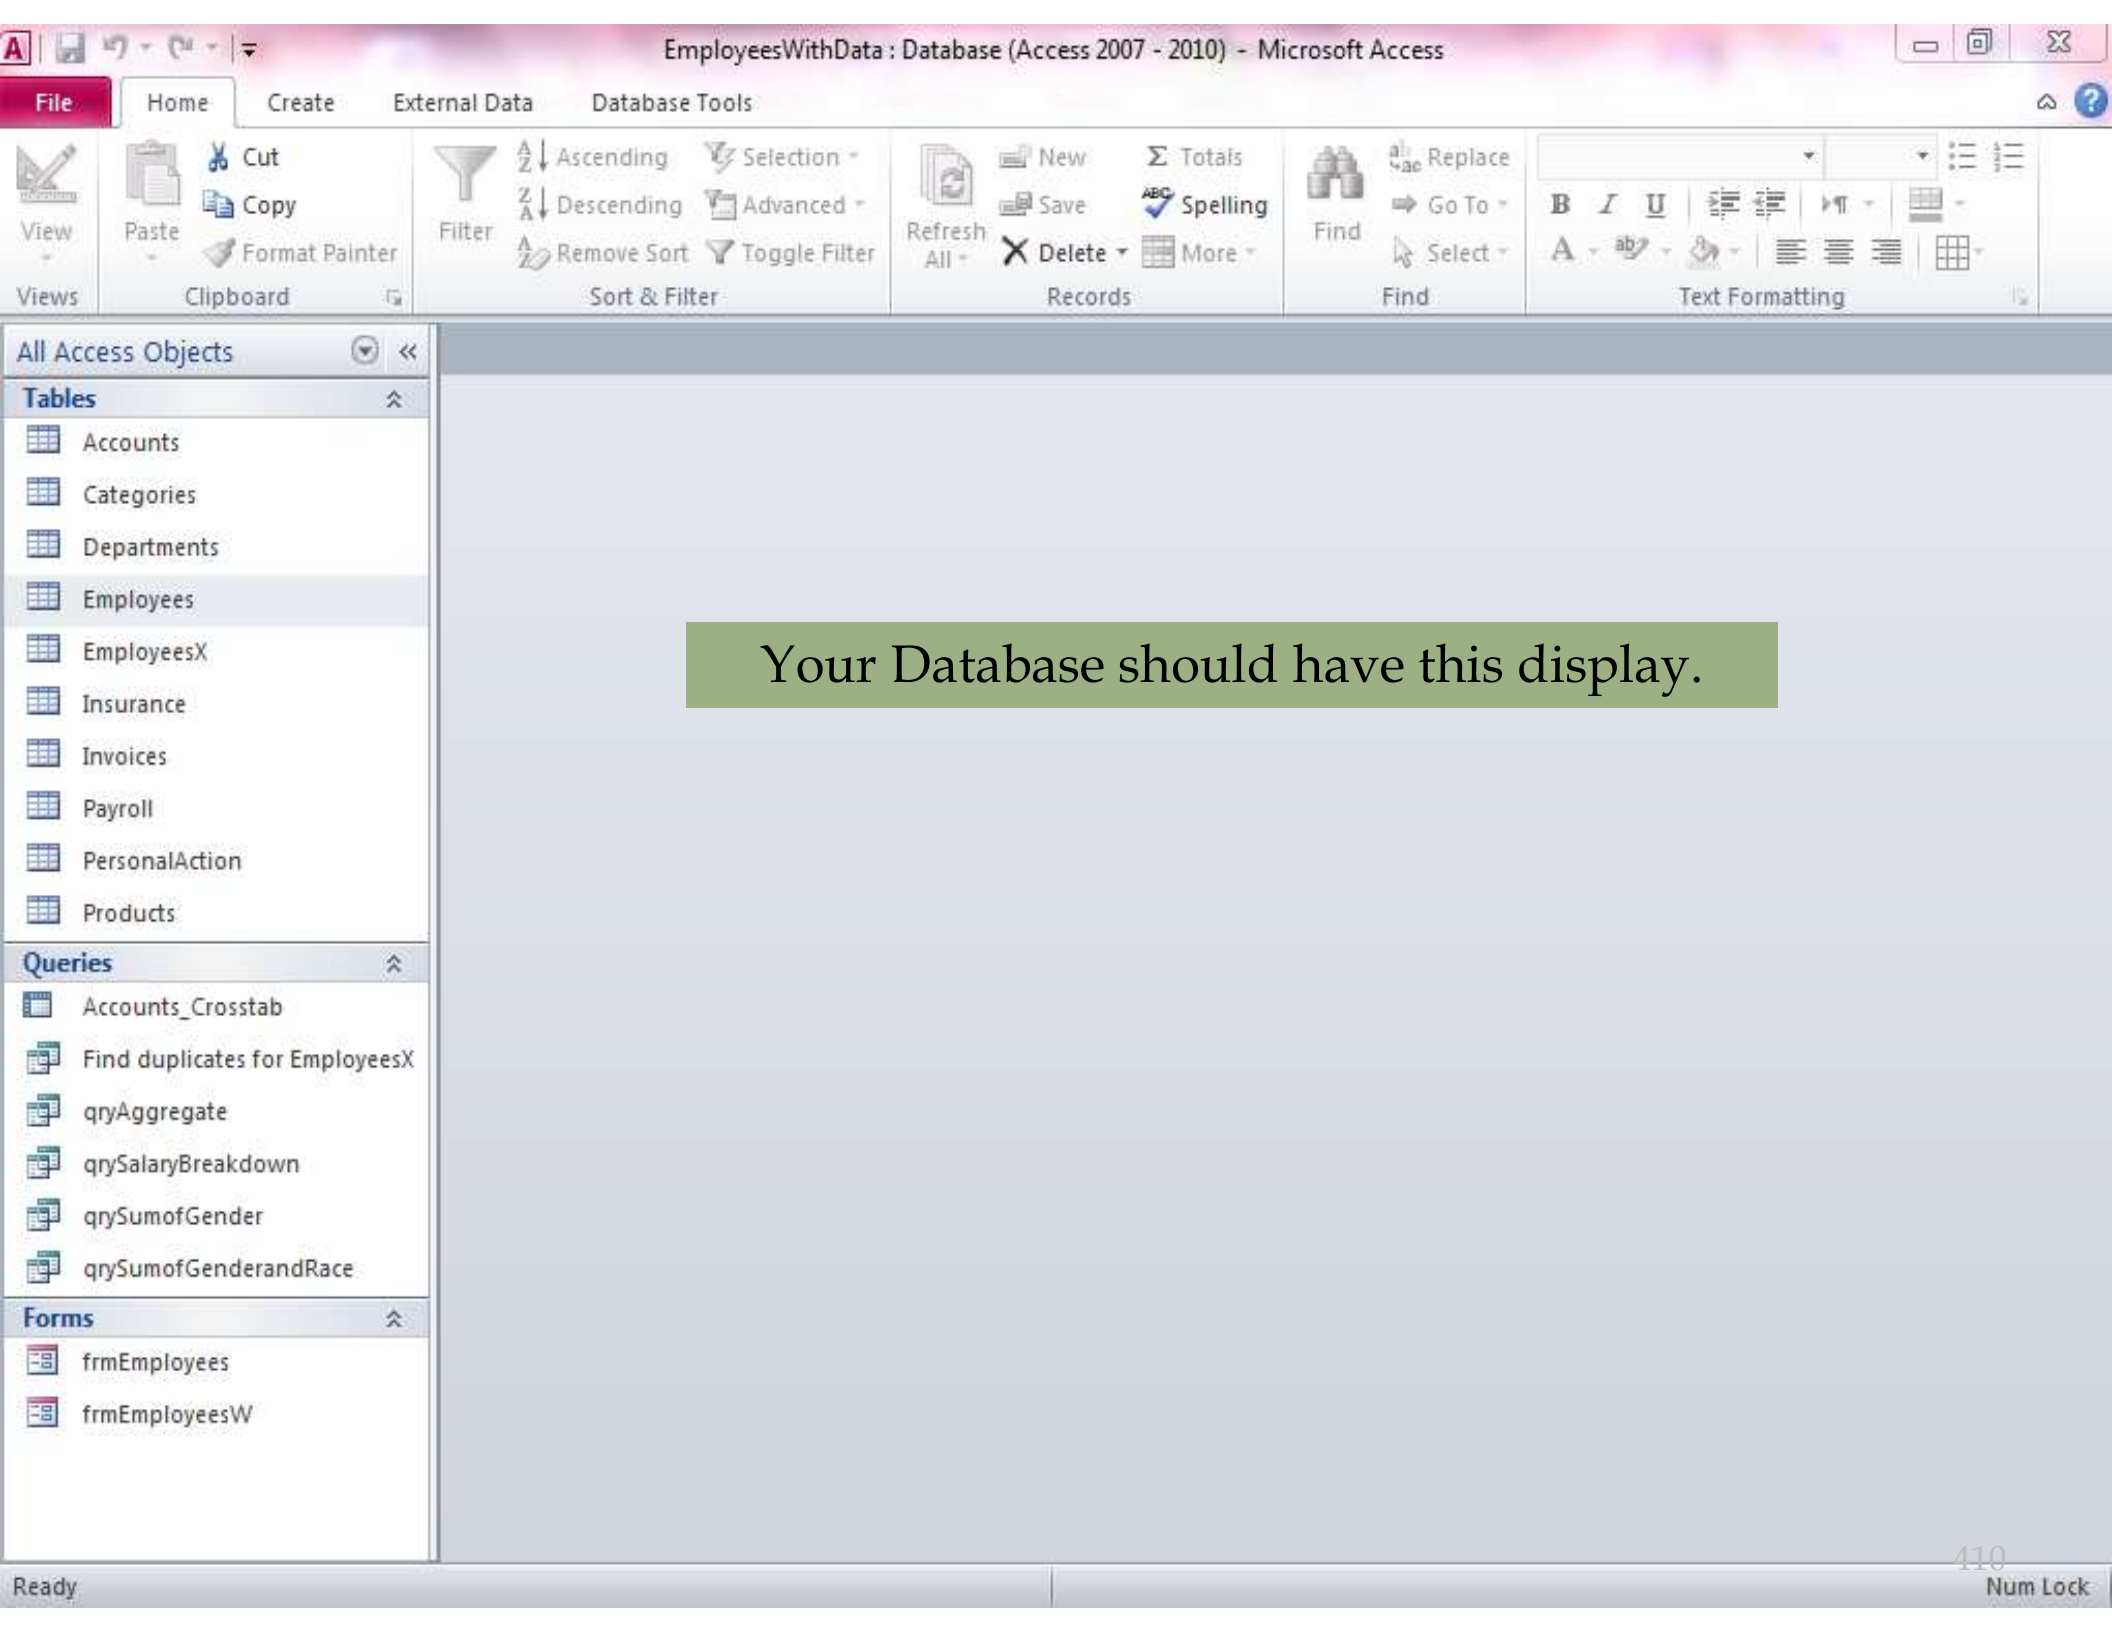 EmployeesWithData : Database (Access 2007 - 2010) - Microsoft Access
File Home Create External Data Database Tools
View
Views
Paste
Cut
Copy
Format Painter
Clipboard
Filter
Ascending
Descending
Remove Sort
Selection
Advanced
Toggle Filter
Sort & Filter
Refresh
All
New
Save
Delete
Totals
Spelling
More
Records
Find
Replace
Go To
Select
Find
B I U
A
Text Formatting
All Access Objects
Tables
Accounts
Categories
Departments
Employees
EmployeesX
Insurance
Invoices
Payroll
PersonalAction
Products
Queries
Accounts_Crosstab
Find duplicates for EmployeesX
qryAggregate
qrySalaryBreakdown
qrySumofGender
qrySumofGenderandRace
Forms
frmEmployees
frmEmployeesW
Your Database should have this display.
410
Ready
Num Lock